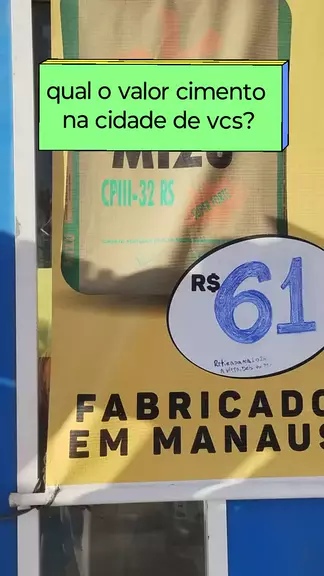 qual o valor cimento
na cidade de vcs?
MIZU
CPIII-32 RS
R$ 61
FABRICADO
EM MANAUS